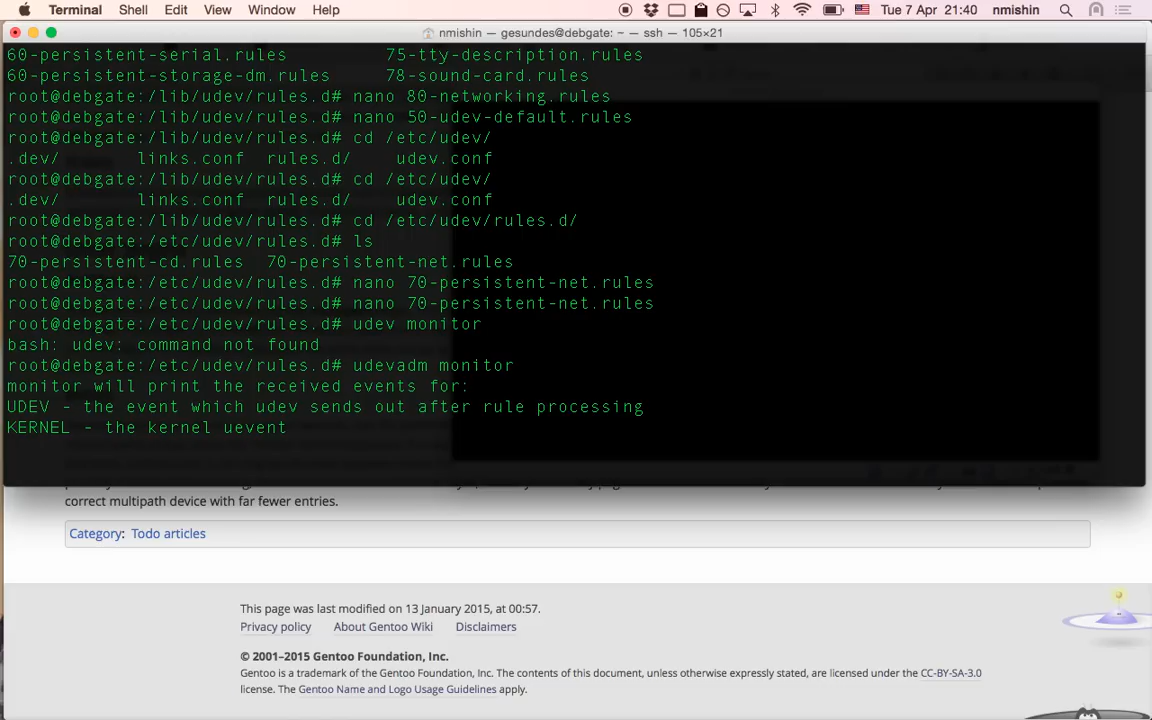 Terminal Shell Edit View Window Help Tue 7 Apr 21:40 nmishin
nmishin — gesundes@debgate: ~ — ssh — 105×21
60-persistent-serial.rules 75-tty-description.rules
60-persistent-storage-dm.rules 78-sound-card.rules
root@debgate:/lib/udev/rules.d# nano 80-networking.rules
root@debgate:/lib/udev/rules.d# nano 50-udev-default.rules
root@debgate:/lib/udev/rules.d# cd /etc/udev/
.dev/ links.conf rules.d/ udev.conf
root@debgate:/lib/udev/rules.d# cd /etc/udev/
.dev/ links.conf rules.d/ udev.conf
root@debgate:/lib/udev/rules.d# cd /etc/udev/rules.d/
root@debgate:/etc/udev/rules.d# ls
70-persistent-cd.rules 70-persistent-net.rules
root@debgate:/etc/udev/rules.d# nano 70-persistent-net.rules
root@debgate:/etc/udev/rules.d# nano 70-persistent-net.rules
root@debgate:/etc/udev/rules.d# udev monitor
bash: udev: command not found
root@debgate:/etc/udev/rules.d# udevadm monitor
monitor will print the received events for:
UDEV - the event which udev sends out after rule processing
KERNEL - the kernel uevent
correct multipath device with far fewer entries.
Category: Todo articles
This page was last modified on 13 January 2015, at 00:57.
Privacy policy About Gentoo Wiki Disclaimers
© 2001–2015 Gentoo Foundation, Inc.
Gentoo is a trademark of the Gentoo Foundation, Inc. The contents of this document, unless otherwise expressly stated, are licensed under the CC-BY-SA-3.0
license. The Gentoo Name and Logo Usage Guidelines apply.